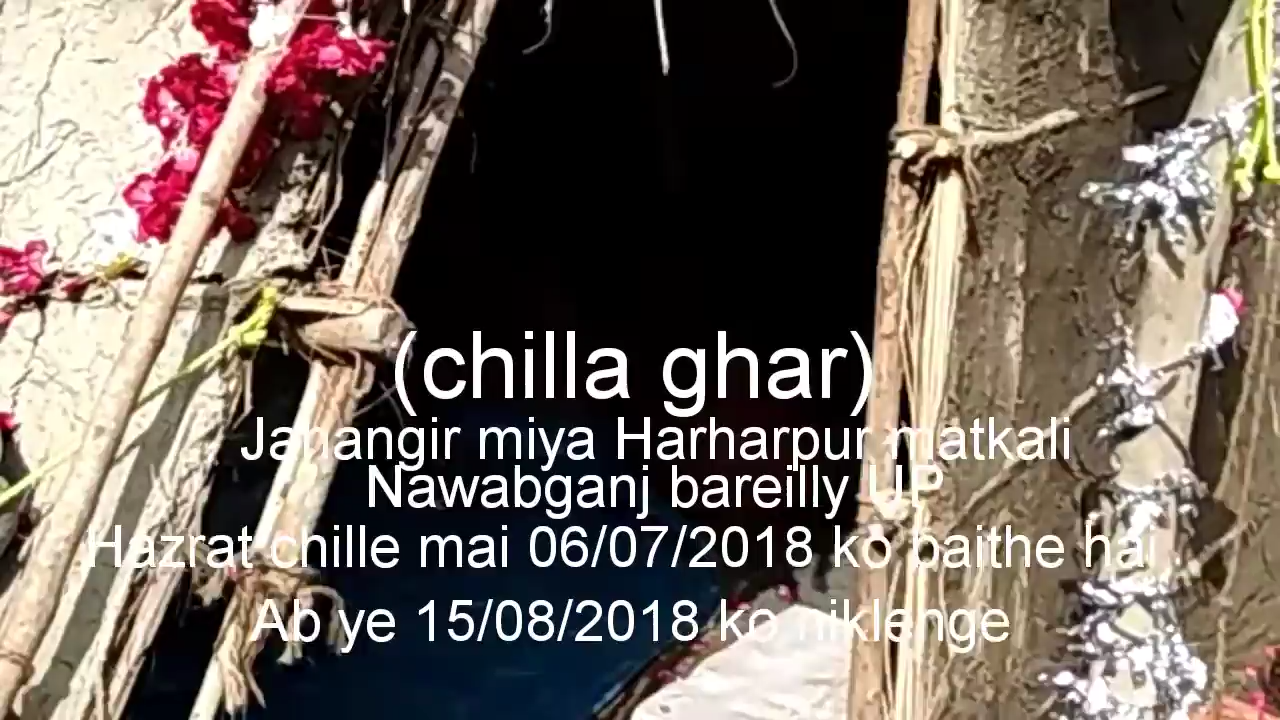 (chilla ghar)
Jahangir miya Harharpur matkali
Nawabganj bareilly UP
Hazrat chille mai 06/07/2018 ko baithe hai
Ab ye 15/08/2018 ko niklenge